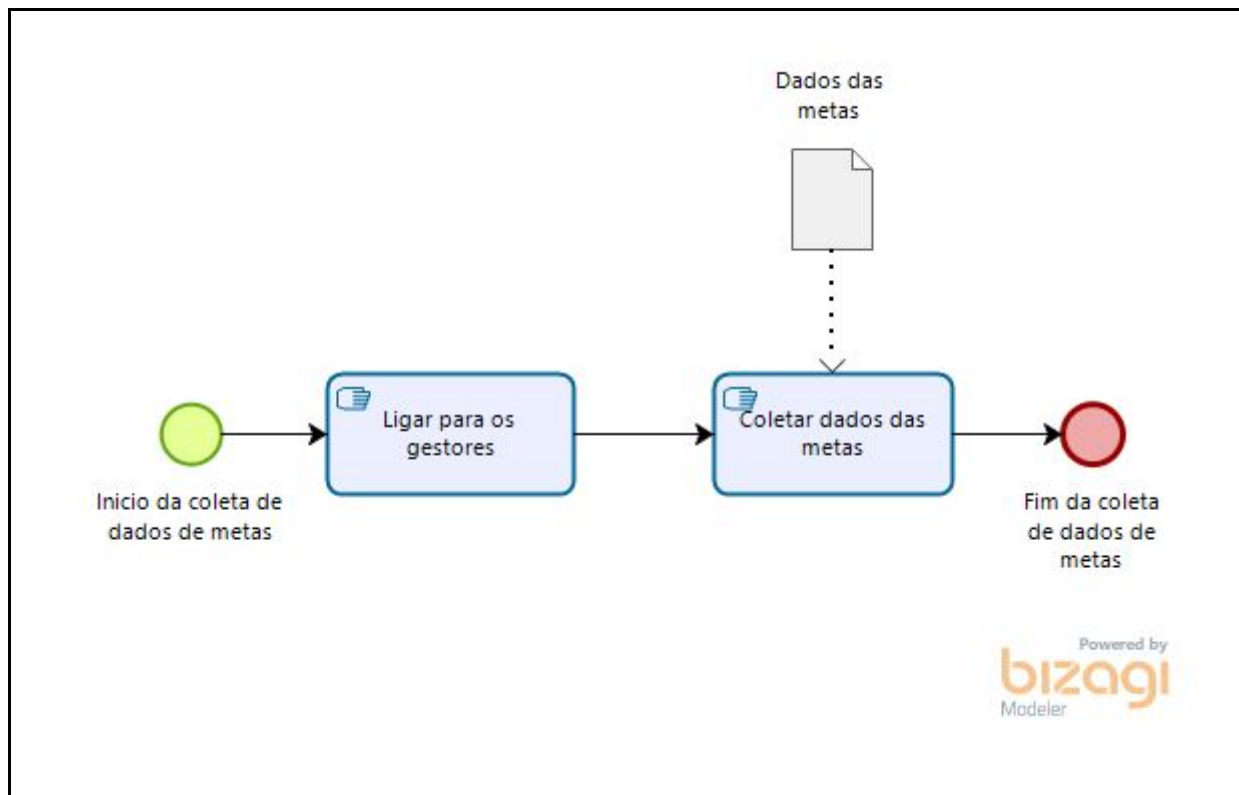 Dados das
metas
Ligar para os
gestores
Coletar dados das
metas
Inicio da coleta de
dados de metas
Fim da coleta
de dados de
metas
Powered by
bizagi
Modeler